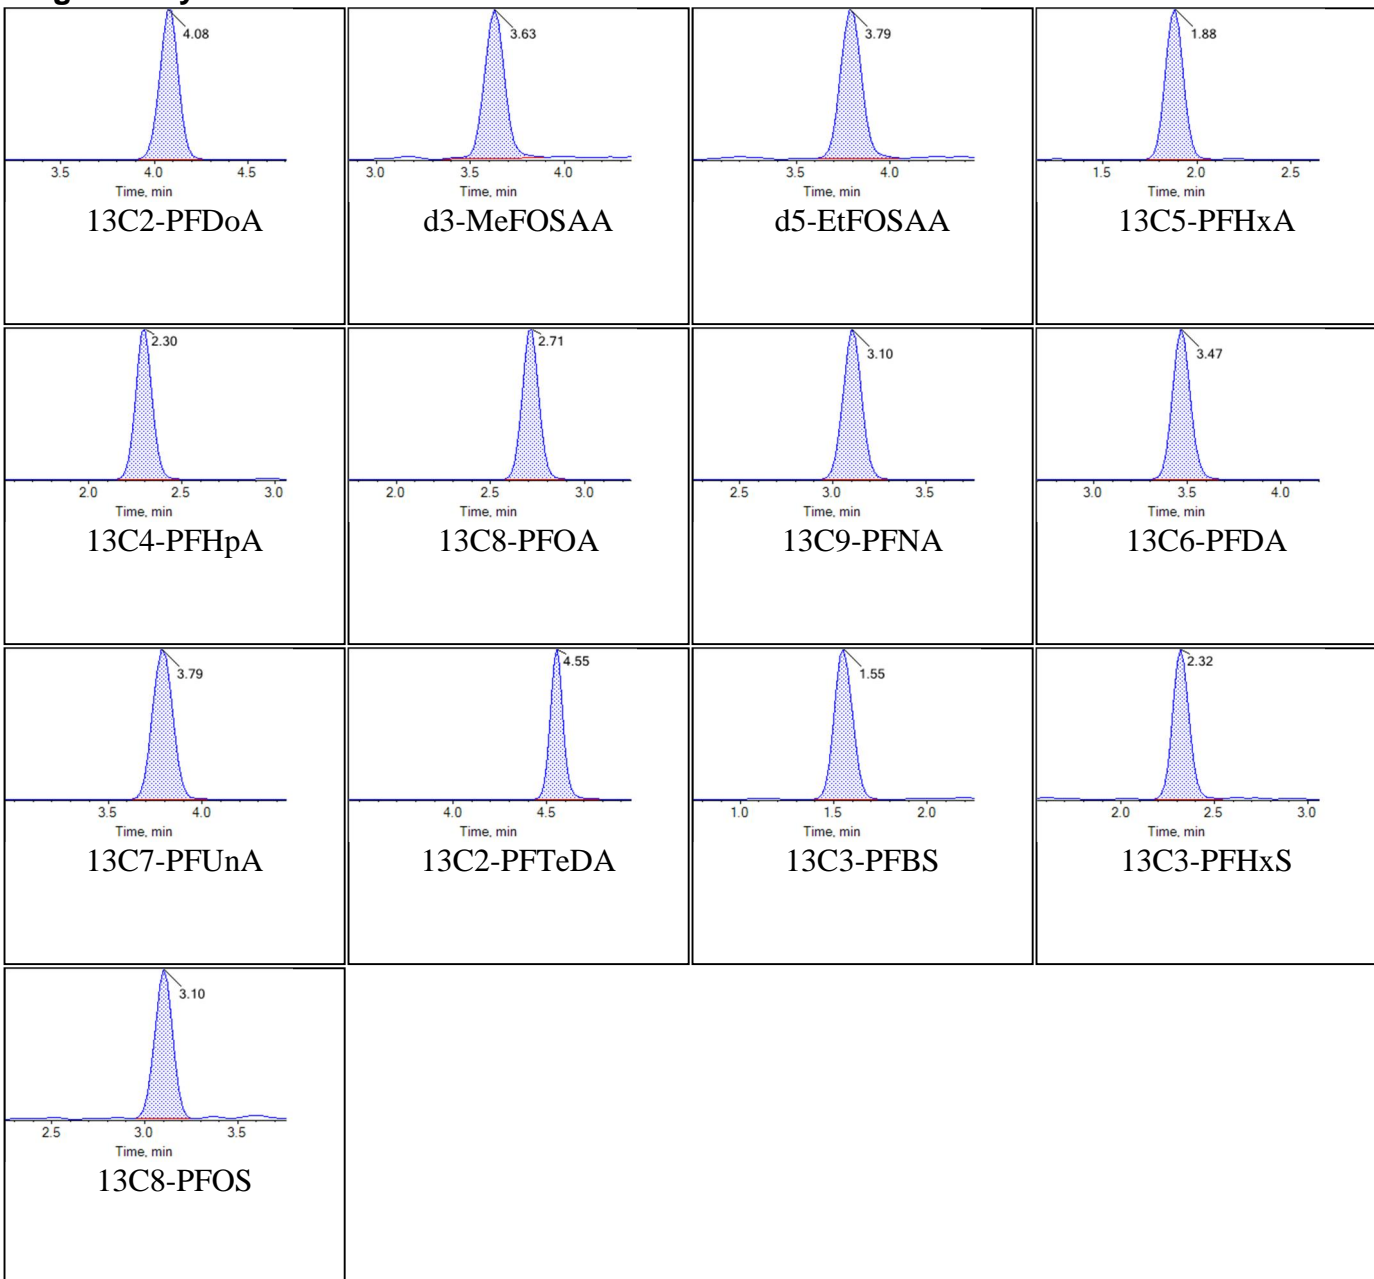 4.08
3.5 4.0 4.5
Time, min
13C2-PFDoA
3.63
3.0 3.5 4.0
Time, min
d3-MeFOSAA
3.79
3.5 4.0
Time, min
d5-EtFOSAA
1.88
1.5 2.0 2.5
Time, min
13C5-PFHxA
2.30
2.0 2.5 3.0
Time, min
13C4-PFHpA
2.71
2.0 2.5 3.0
Time, min
13C8-PFOA
3.10
2.5 3.0 3.5
Time, min
13C9-PFNA
3.47
3.0 3.5 4.0
Time, min
13C6-PFDA
3.79
3.5 4.0
Time, min
13C7-PFUnA
4.55
4.0 4.5
Time, min
13C2-PFTeDA
1.55
1.0 1.5 2.0
Time, min
13C3-PFBS
2.32
2.0 2.5 3.0
Time, min
13C3-PFHxS
3.10
2.5 3.0 3.5
Time, min
13C8-PFOS